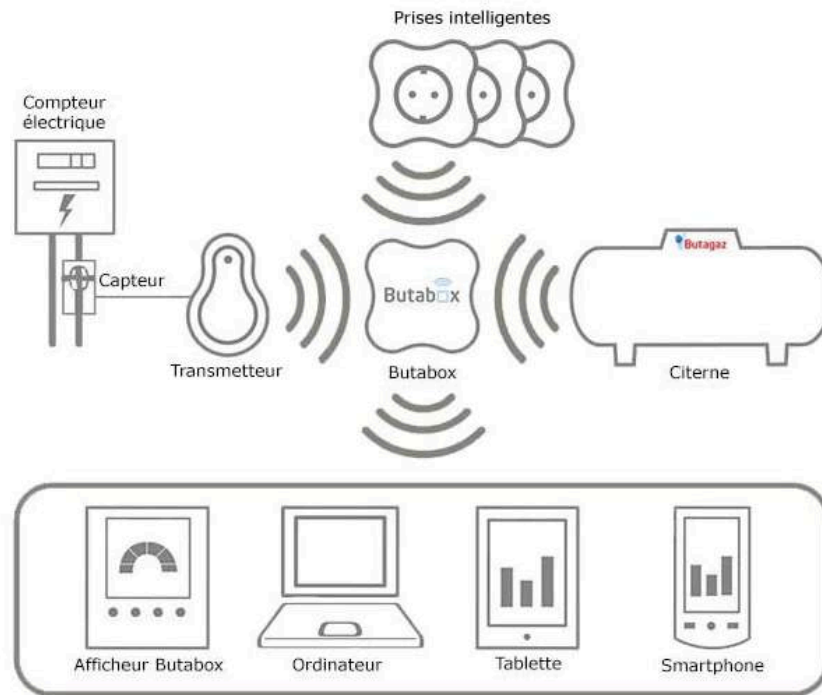 Prises intelligentes
Compteur
électrique
Butagaz
Capteur
Butabox
Transmetteur
Butabox
Citerne
Afficheur Butabox
Ordinateur
Tablette
Smartphone